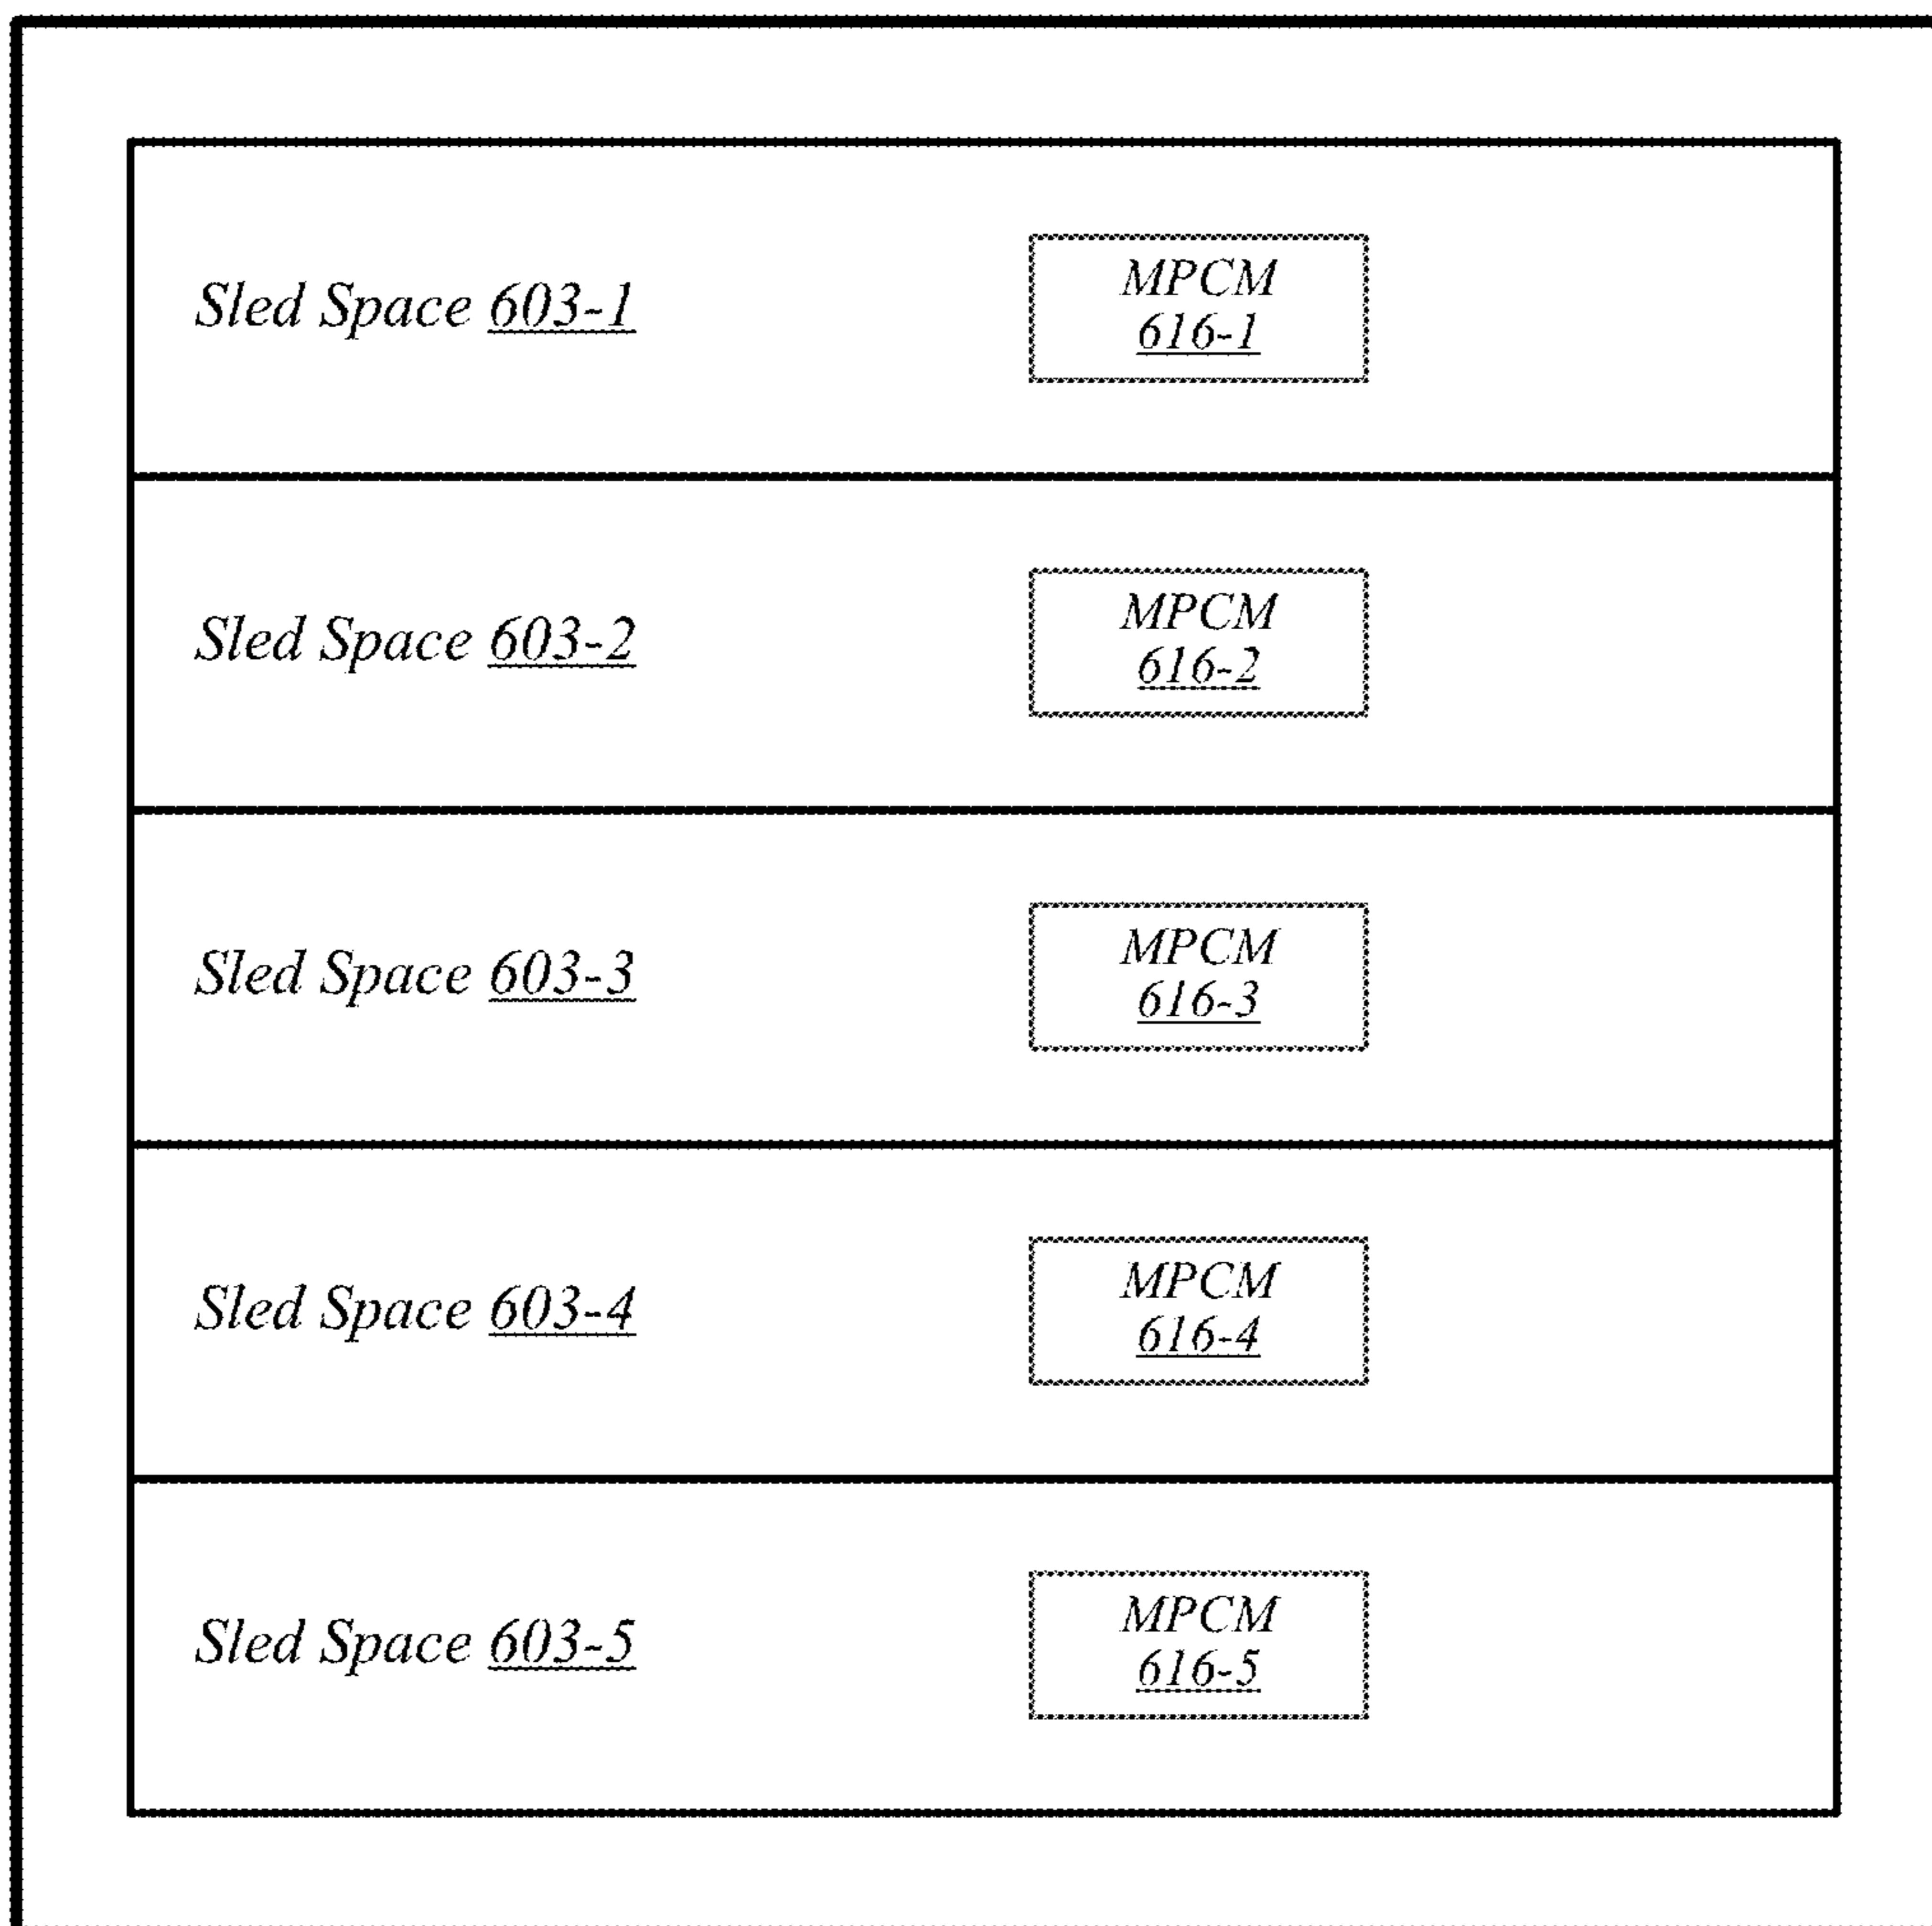 Sled Space 603-1
MPCM
616-1
Sled Space 603-2
MPCM
616-2
Sled Space 603-3
MPCM
616-3
Sled Space 603-4
MPCM
616-4
Sled Space 603-5
MPCM
616-5